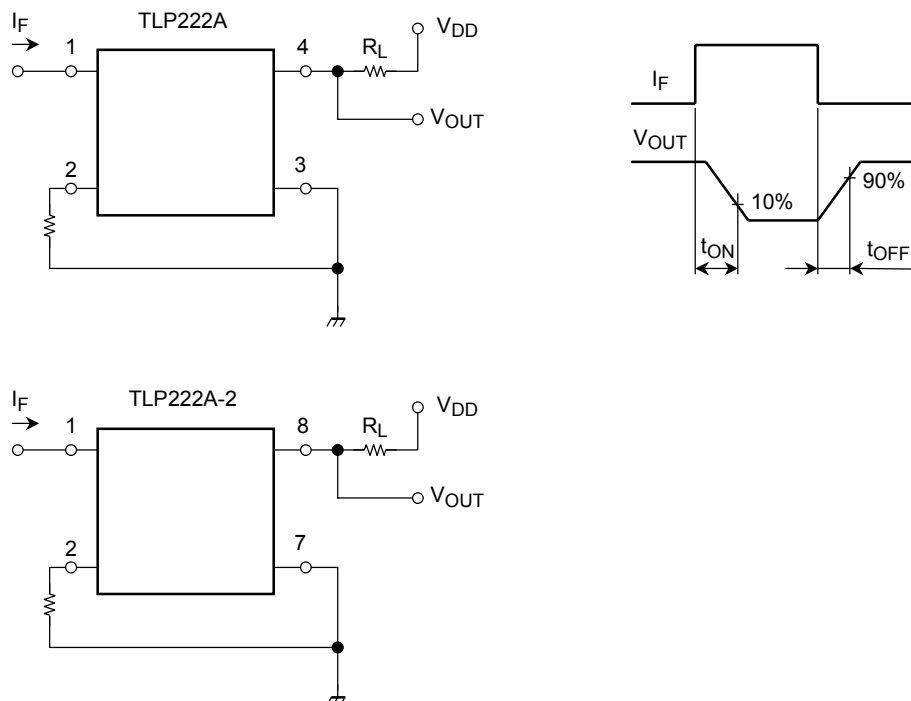 TLP222A
IF
1
4
RL
VDD
VOUT
2
3
IF
VOUT
10%
90%
tON
tOFF
TLP222A-2
IF
1
8
RL
VDD
VOUT
2
7